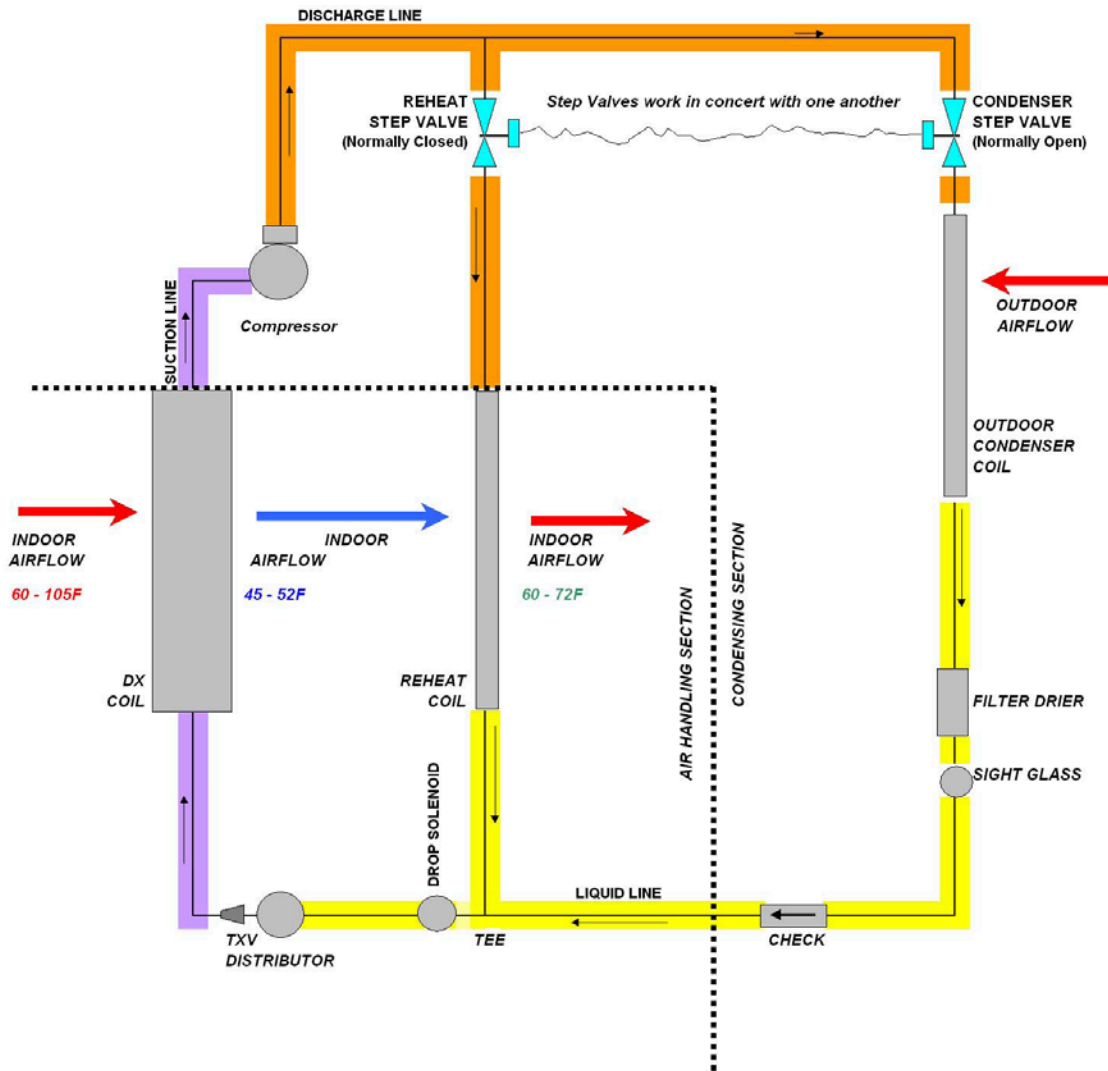 DISCHARGE LINE
REHEAT
STEP VALVE
(Normally Closed)
Step Valves work in concert with one another
CONDENSER
STEP VALVE
(Normally Open)
SUCTION LINE
Compressor
OUTDOOR
AIRFLOW
OUTDOOR
CONDENSER
COIL
INDOOR
AIRFLOW
60 - 105F
INDOOR
AIRFLOW
45 - 52F
INDOOR
AIRFLOW
60 - 72F
AIR HANDLING SECTION
CONDENSING SECTION
DX
COIL
REHEAT
COIL
FILTER DRIER
SIGHT GLASS
DROP SOLENOID
LIQUID LINE
TXV
DISTRIBUTOR
TEE
CHECK